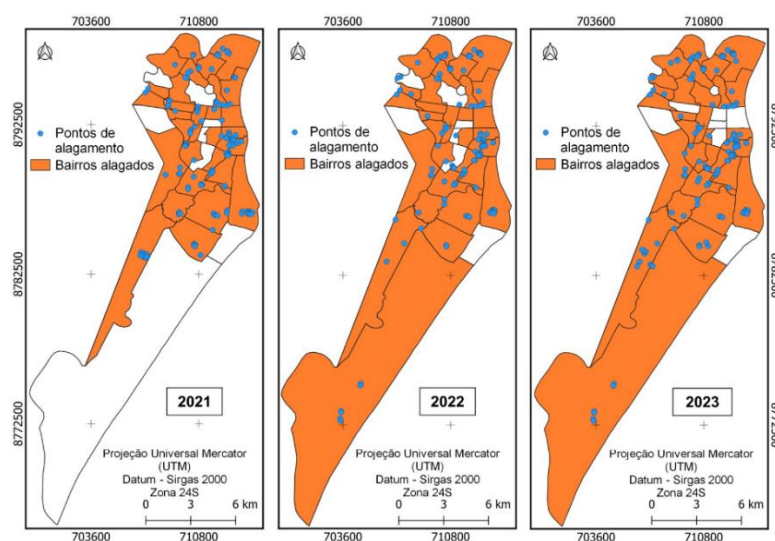 703600 710800 703600 710800 703600 710800
8792500
8782500
8772500
Pontos de
alagamento
Bairros alagados
2021
Projeção Universal Mercator
(UTM)
Datum - Sirgas 2000
Zona 24S
0 3 6 km
Pontos de
alagamento
Bairros alagados
2022
Projeção Universal Mercator
(UTM)
Datum - Sirgas 2000
Zona 24S
0 3 6 km
Pontos de
alagamento
Bairros alagados
2023
Projeção Universal Mercator
(UTM)
Datum - Sirgas 2000
Zona 24S
0 3 6 km
8792500
8782500
8772500
703600 710800 703600 710800 703600 710800